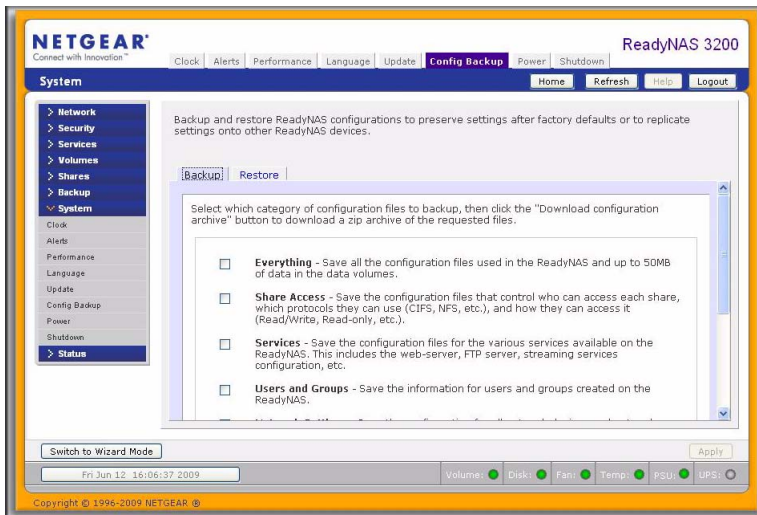 NETGEAR®
Connect with Innovation™
ReadyNAS 3200
Clock Alerts Performance Language Update Config Backup Power Shutdown
System
Home Refresh Help Logout
> Network
> Security
> Services
> Volumes
> Shares
> Backup
System
Clock
Alerts
Performance
Language
Update
Config Backup
Power
Shutdown
> Status
Backup and restore ReadyNAS configurations to preserve settings after factory defaults or to replicate
settings onto other ReadyNAS devices.
Backup Restore
Select which category of configuration files to backup, then click the "Download configuration
archive" button to download a zip archive of the requested files.
Everything - Save all the configuration files used in the ReadyNAS and up to 50MB
of data in the data volumes.
Share Access - Save the configuration files that control who can access each share,
which protocols they can use (CIFS, NFS, etc.), and how they can access it
(Read/Write, Read-only, etc.).
Services - Save the configuration files for the various services available on the
ReadyNAS. This includes the web-server, FTP server, streaming services
configuration, etc.
Users and Groups - Save the information for users and groups created on the
ReadyNAS.
Switch to Wizard Mode
Apply
Fri Jun 12 16:06:37 2009
Volume: Disk: Fan: Temp: PSU: UPS:
Copyright © 1996-2009 NETGEAR ®